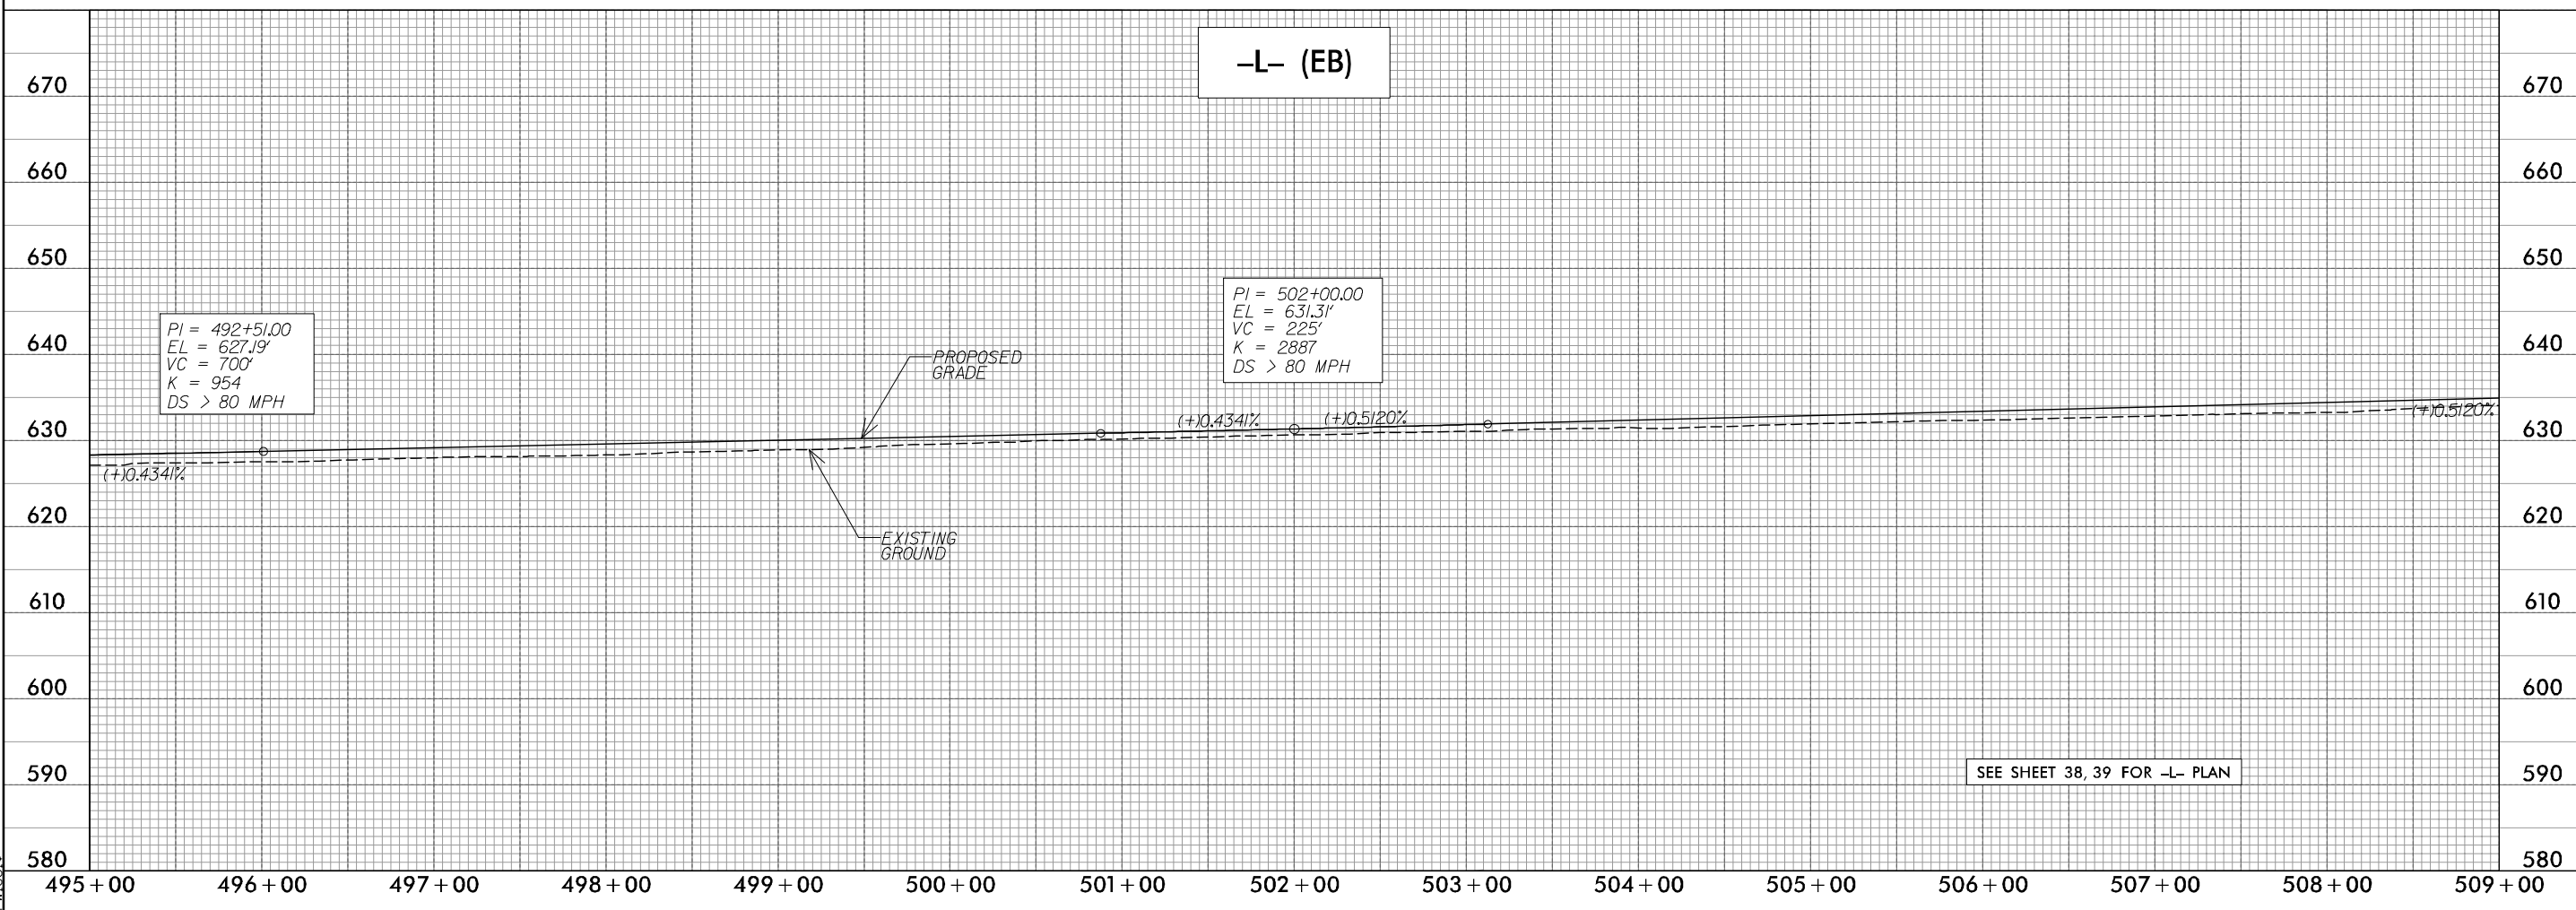 –L– (EB)
670
670
660
660
650
650
PI = 492+51.00
EL = 627.19'
VC = 700'
K = 954
DS > 80 MPH
PI = 502+00.00
EL = 631.31'
VC = 225'
K = 2887
DS > 80 MPH
640
640
PROPOSED
GRADE
(+)0.4341%
(+)0.5120%
(+)0.5120%
630
630
(+)0.4341%
620
620
EXISTING
GROUND
610
610
600
600
590
590
SEE SHEET 38, 39 FOR –L– PLAN
580
580
495+00 496+00 497+00 498+00 499+00 500+00 501+00 502+00 503+00 504+00 505+00 506+00 507+00 508+00 509+00